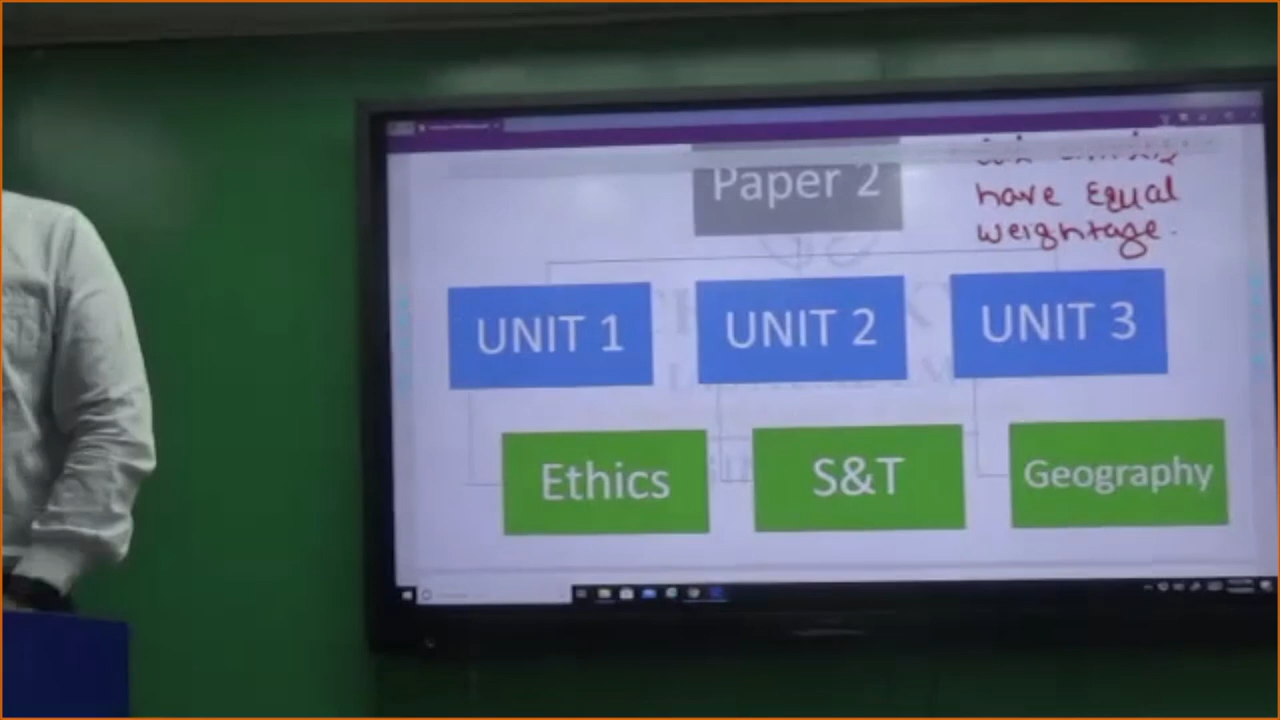 Paper 2
have Equal
weightage.
UNIT 1
UNIT 2
UNIT 3
Ethics
S&T
Geography